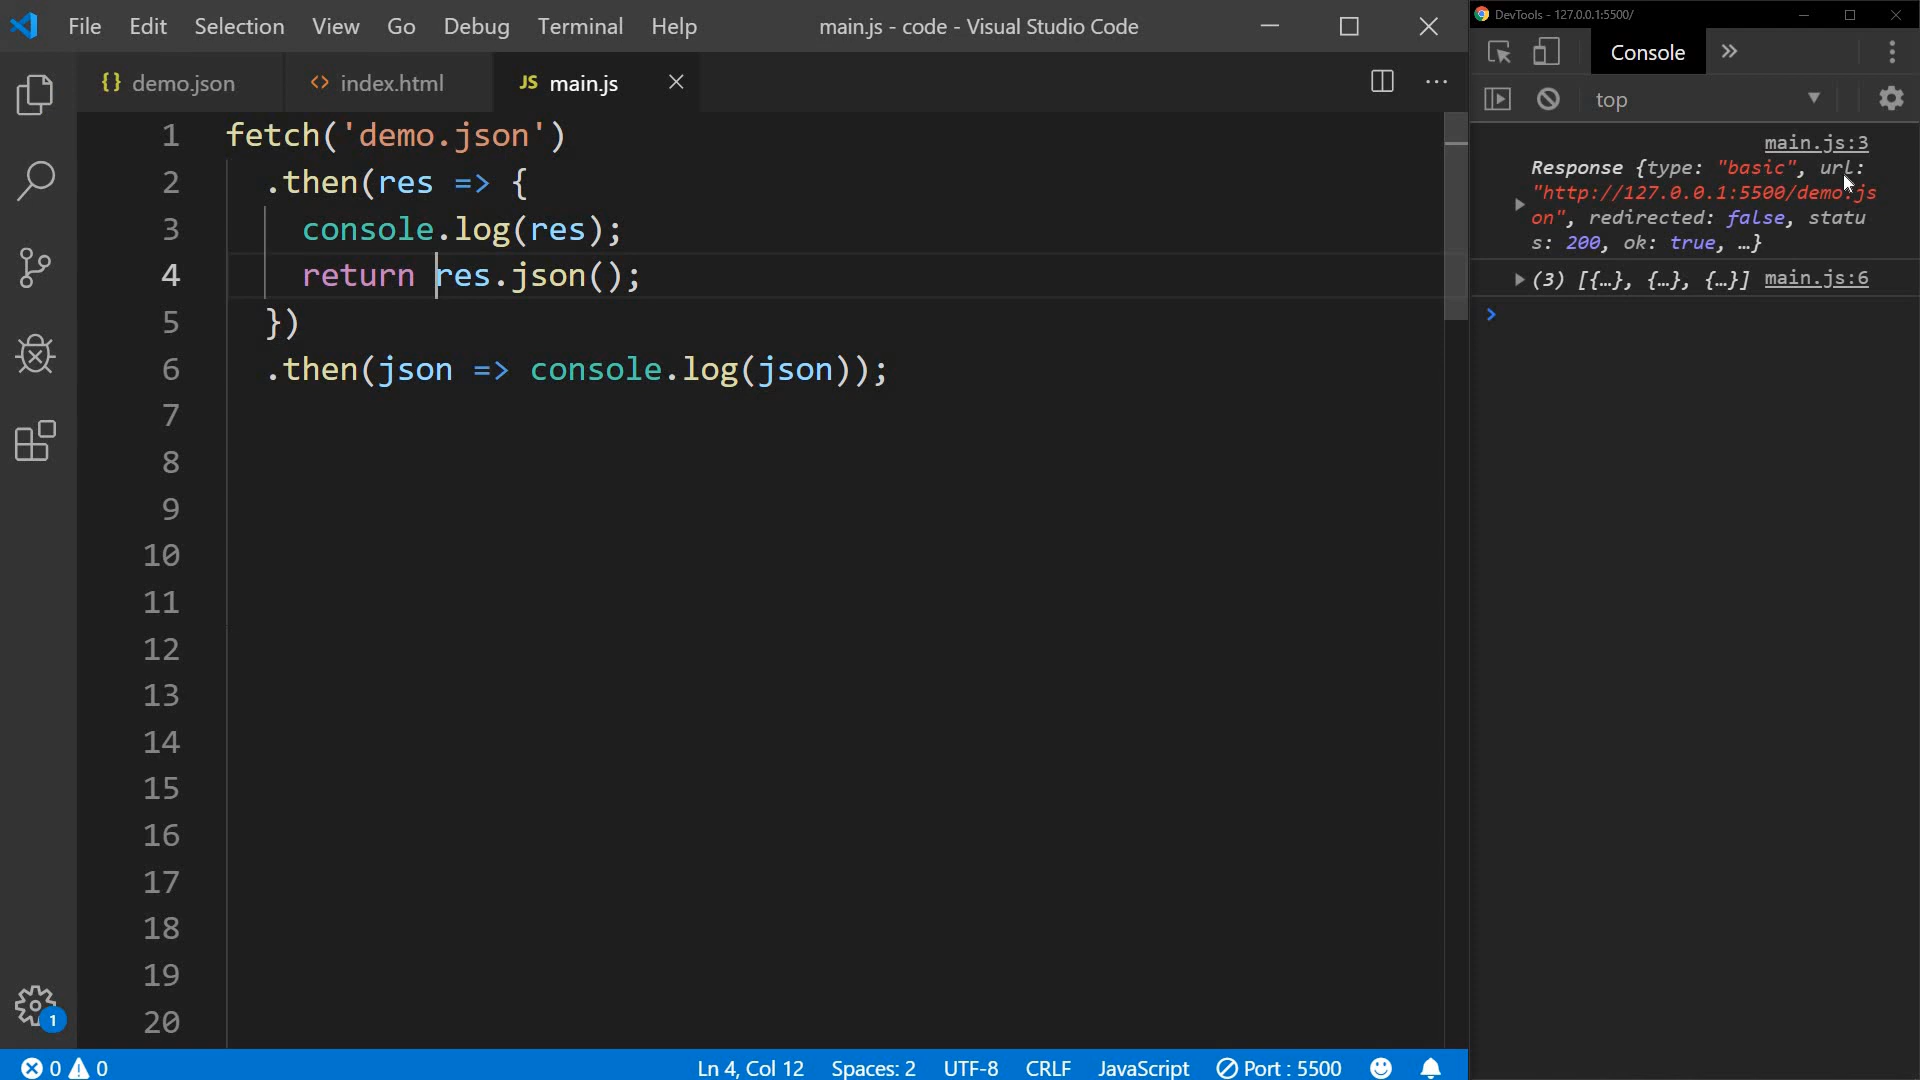 File Edit Selection View Go Debug Terminal Help main.js - code - Visual Studio Code
{} demo.json <> index.html JS main.js
1 fetch('demo.json')
2 .then(res => {
3 console.log(res);
4 return res.json();
5 })
6 .then(json => console.log(json));
7
8
9
10
11
12
13
14
15
16
17
18
19
20
1
0 0 Ln 4, Col 12 Spaces: 2 UTF-8 CRLF JavaScript Port : 5500
DevTools - 127.0.0.1:5500/
Console »
top
main.js:3
Response {type: "basic", url:
"http://127.0.0.1:5500/demo.js
on", redirected: false, statu
s: 200, ok: true, …}
(3) [{…}, {…}, {…}] main.js:6
>